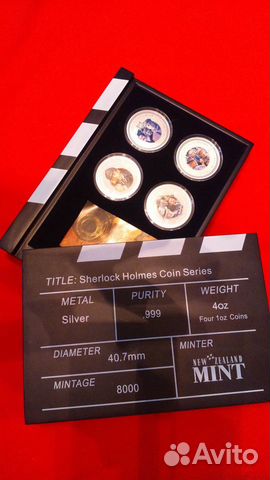 TITLE: Sherlock Holmes Coin Series
METAL
Silver
PURITY
.999
WEIGHT
4oz
Four 1oz Coins
DIAMETER
40.7mm
MINTAGE
8000
MINTER
NEW ZEALAND
MINT
Avito